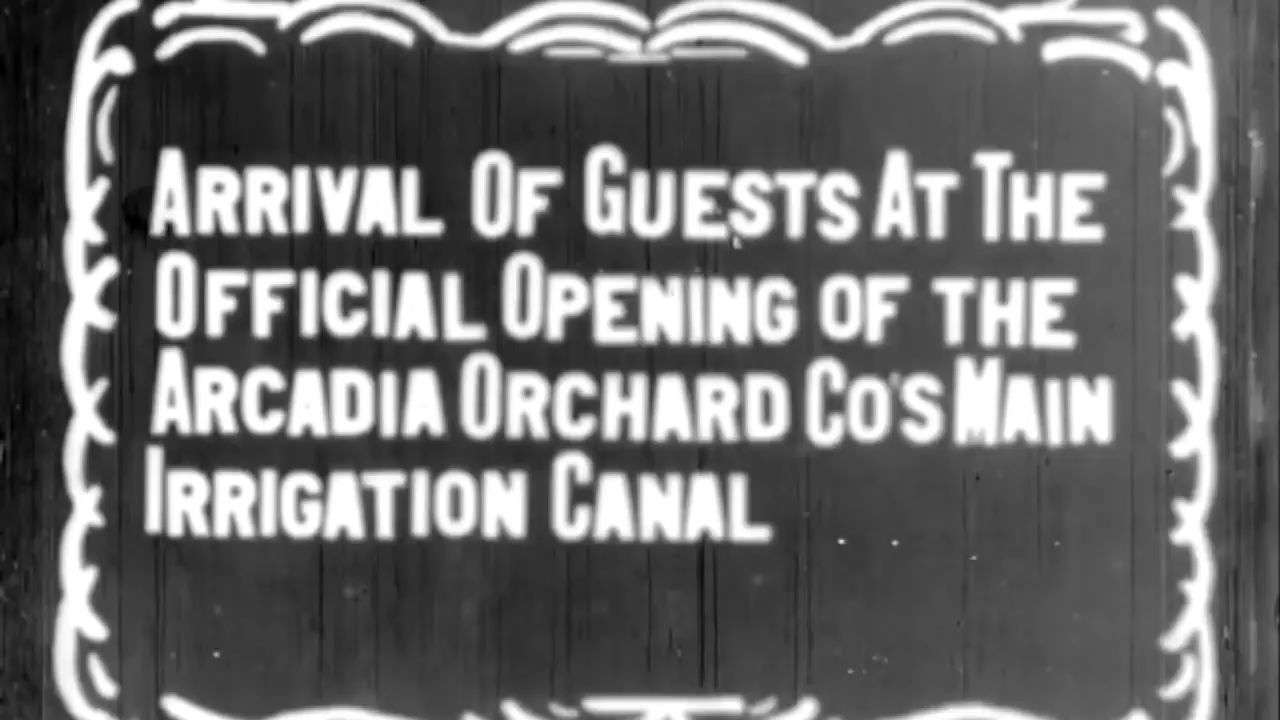 ARRIVAL OF GUESTS AT THE
OFFICIAL OPENING OF THE
ARCADIA ORCHARD CO'S MAIN
IRRIGATION CANAL